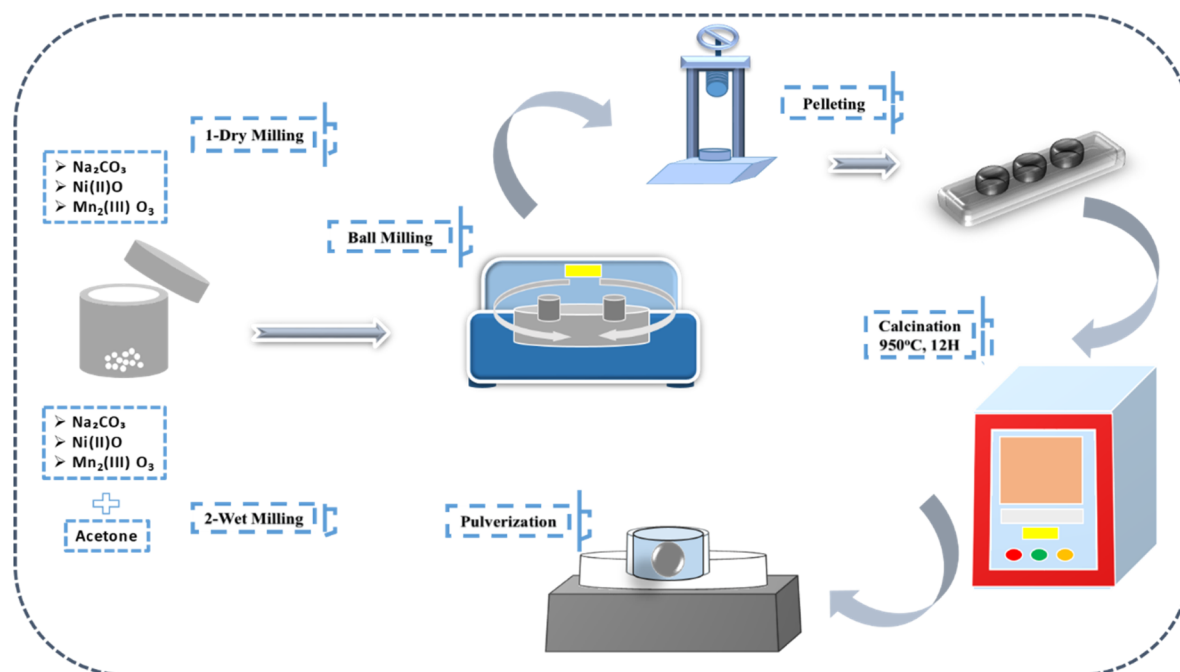 1-Dry Milling
➢ Na₂CO₃
➢ Ni(II)O
➢ Mn₂(III) O₃
Ball Milling
Pelleting
Calcination
950°C, 12H
➢ Na₂CO₃
➢ Ni(II)O
➢ Mn₂(III) O₃
Acetone
2-Wet Milling
Pulverization